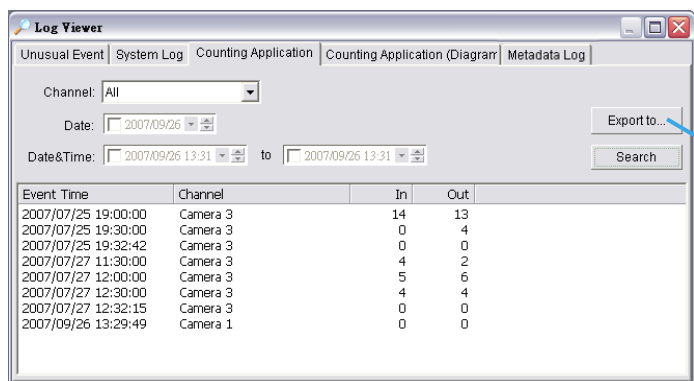 Log Viewer
Unusual Event System Log Counting Application Counting Application (Diagram Metadata Log
Channel: All
Date: 2007/09/26
Export to...
Date&Time: 2007/09/26 13:31 to 2007/09/26 13:31
Search
Event Time Channel In Out
2007/07/25 19:00:00 Camera 3 14 13
2007/07/25 19:30:00 Camera 3 0 4
2007/07/25 19:32:42 Camera 3 0 0
2007/07/27 11:30:00 Camera 3 4 2
2007/07/27 12:00:00 Camera 3 5 6
2007/07/27 12:30:00 Camera 3 4 4
2007/07/27 12:32:15 Camera 3 0 0
2007/09/26 13:29:49 Camera 1 0 0